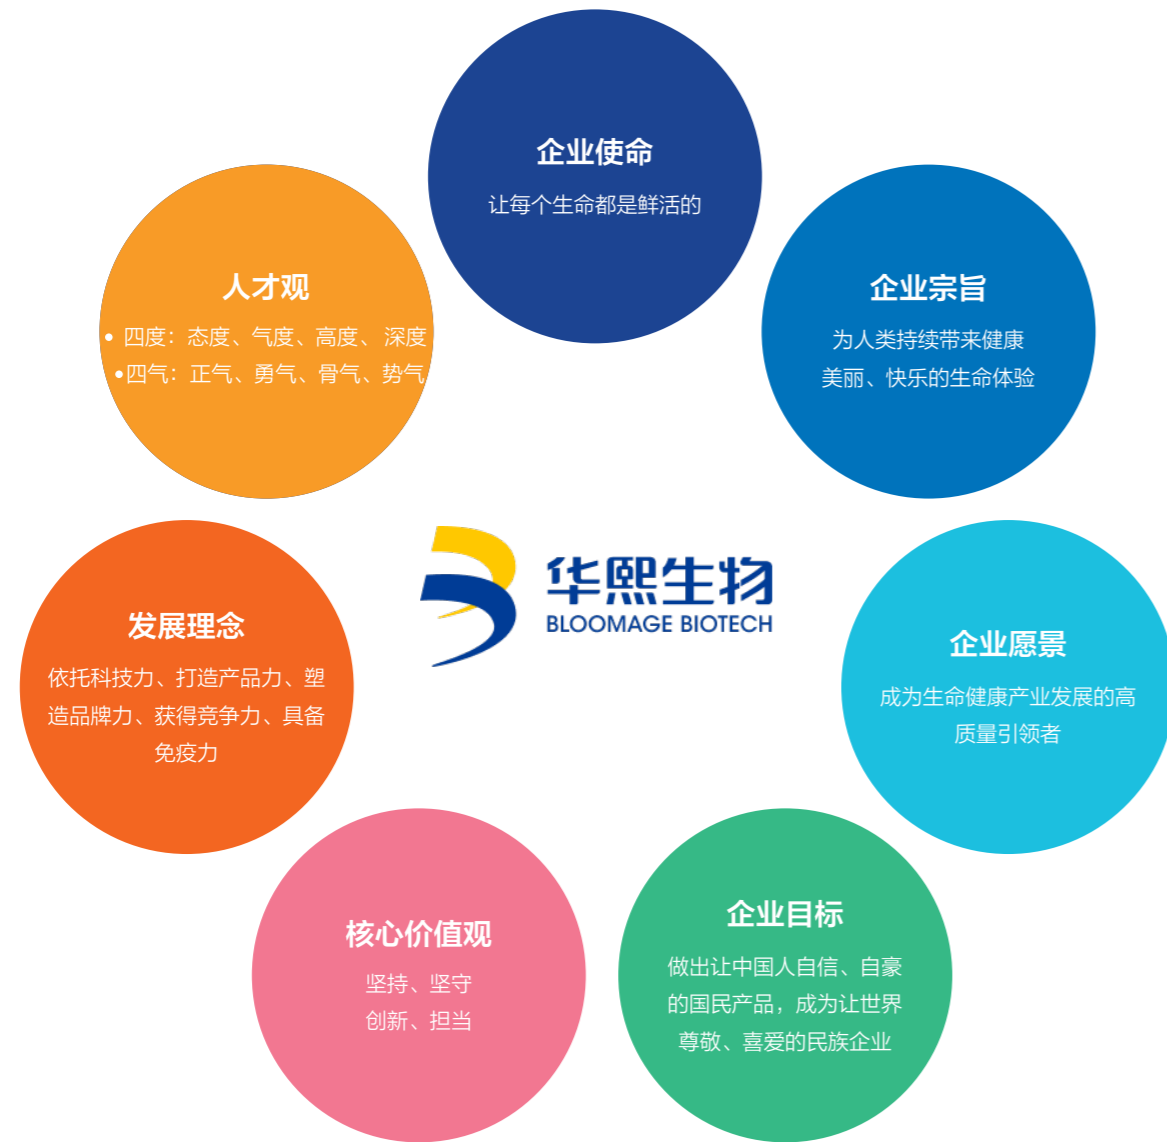 企业使命
让每个生命都是鲜活的
企业宗旨
为人类持续带来健康
美丽、快乐的生命体验
企业愿景
成为生命健康产业发展的高
质量引领者
企业目标
做出让中国人自信、自豪
的国民产品，成为让世界
尊敬、喜爱的民族企业
核心价值观
坚持、坚守
创新、担当
发展理念
依托科技力、打造产品力、塑
造品牌力、获得竞争力、具备
免疫力
人才观
• 四度：态度、气度、高度、 深度
•四气：正气、勇气、骨气、势气
华熙生物
BLOOMAGE BIOTECH